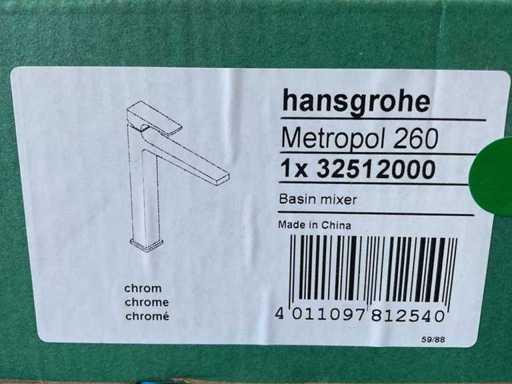 hansgrohe
Metropol 260
1x 32512000
Basin mixer
Made in China
chrom
chrome
chromé
4 011097 812540
59/88